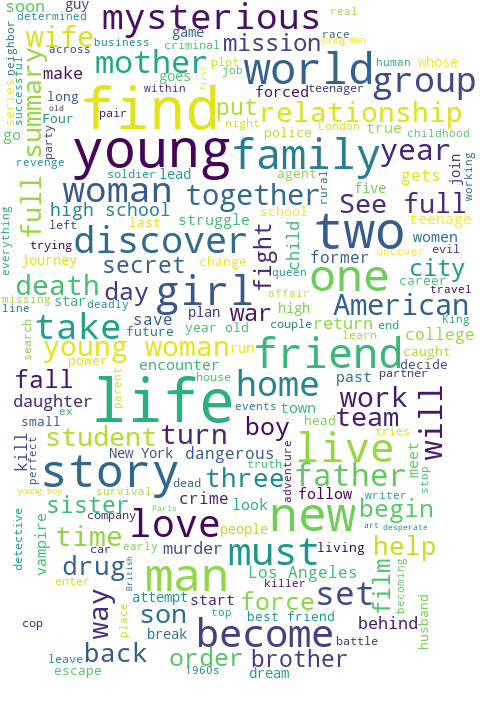 soon
guy
real
determined
mysterious
race
young man
neighbor
wife
across
business
game
criminal
mission
plot
human
whose
successful
series
make
mother
goes
job
teenager
world
group
summary
long
within
forced
first
find
put
relationship
pair
old
Four
night
London
true
childhood
go
party
police
join
revenge
young
family
year
soldier
lead
agent
rural
gets
working
full
woman
together
five
See full
teenage
high school
struggle
school
child
everything
left
last
discover
fight
two
former
women
evil
trying
journey
secret
change
uncover
city
missing
death
day
girl
queen
one
career
travel
star
deadly
affair
American
King
line
take
save
plan
war
high
future
year old
couple
return
end
college
search
young woman
run
learn
caught
power
encounter
friend
decide
fall
parent
house
home
past
partner
daughter
life
work
will
small
ex
events
town
team
student
turn
boy
head
tries
kill
perfect
New York
dangerous
truth
live
meet
story
dead
three
father
stop
young boy
survival
crime
adventure
follow
writer
sister
company
Paris
look
new
begin
detective
vampire
time
love
people
art
desperate
car
early
British
murder
must
living
help
drug
man
Los Angeles
film
becoming
enter
killer
attempt
start
force
set
way
place
son
top
best friend
behind
husband
cop
break
become
battle
back
order
brother
leave
escape
1960s
dream